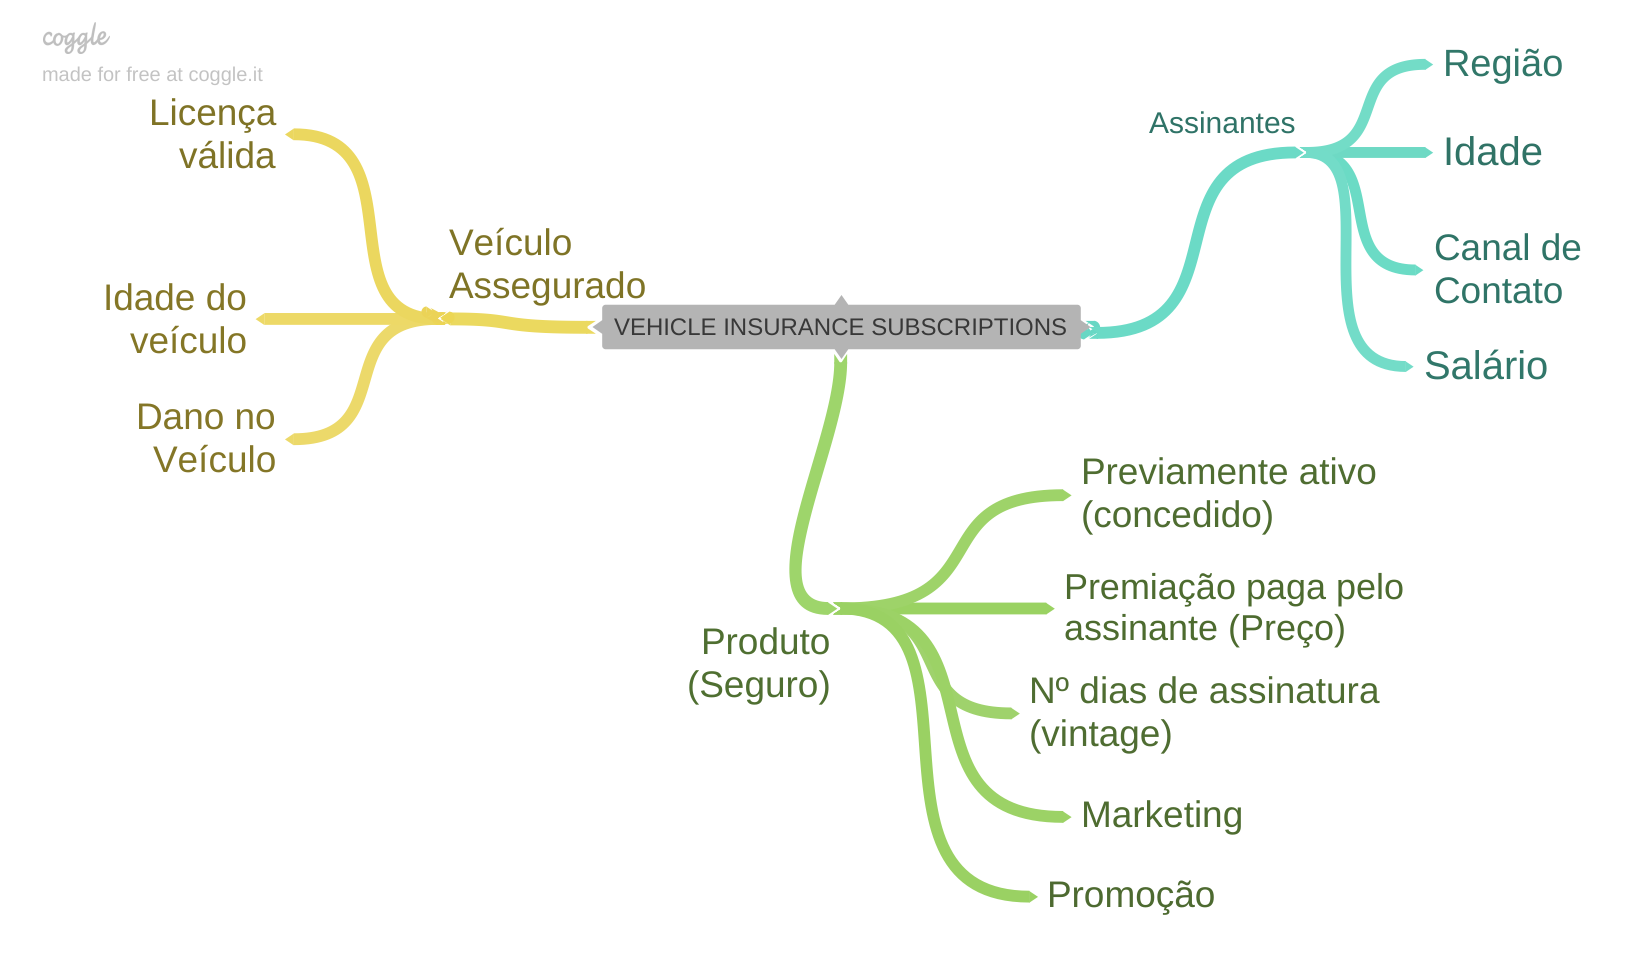 coggle
made for free at coggle.it
Licença
válida
Idade do
veículo
Dano no
Veículo
Veículo
Assegurado
VEHICLE INSURANCE SUBSCRIPTIONS
Assinantes
Região
Idade
Canal de
Contato
Salário
Produto
(Seguro)
Previamente ativo
(concedido)
Premiação paga pelo
assinante (Preço)
Nº dias de assinatura
(vintage)
Marketing
Promoção